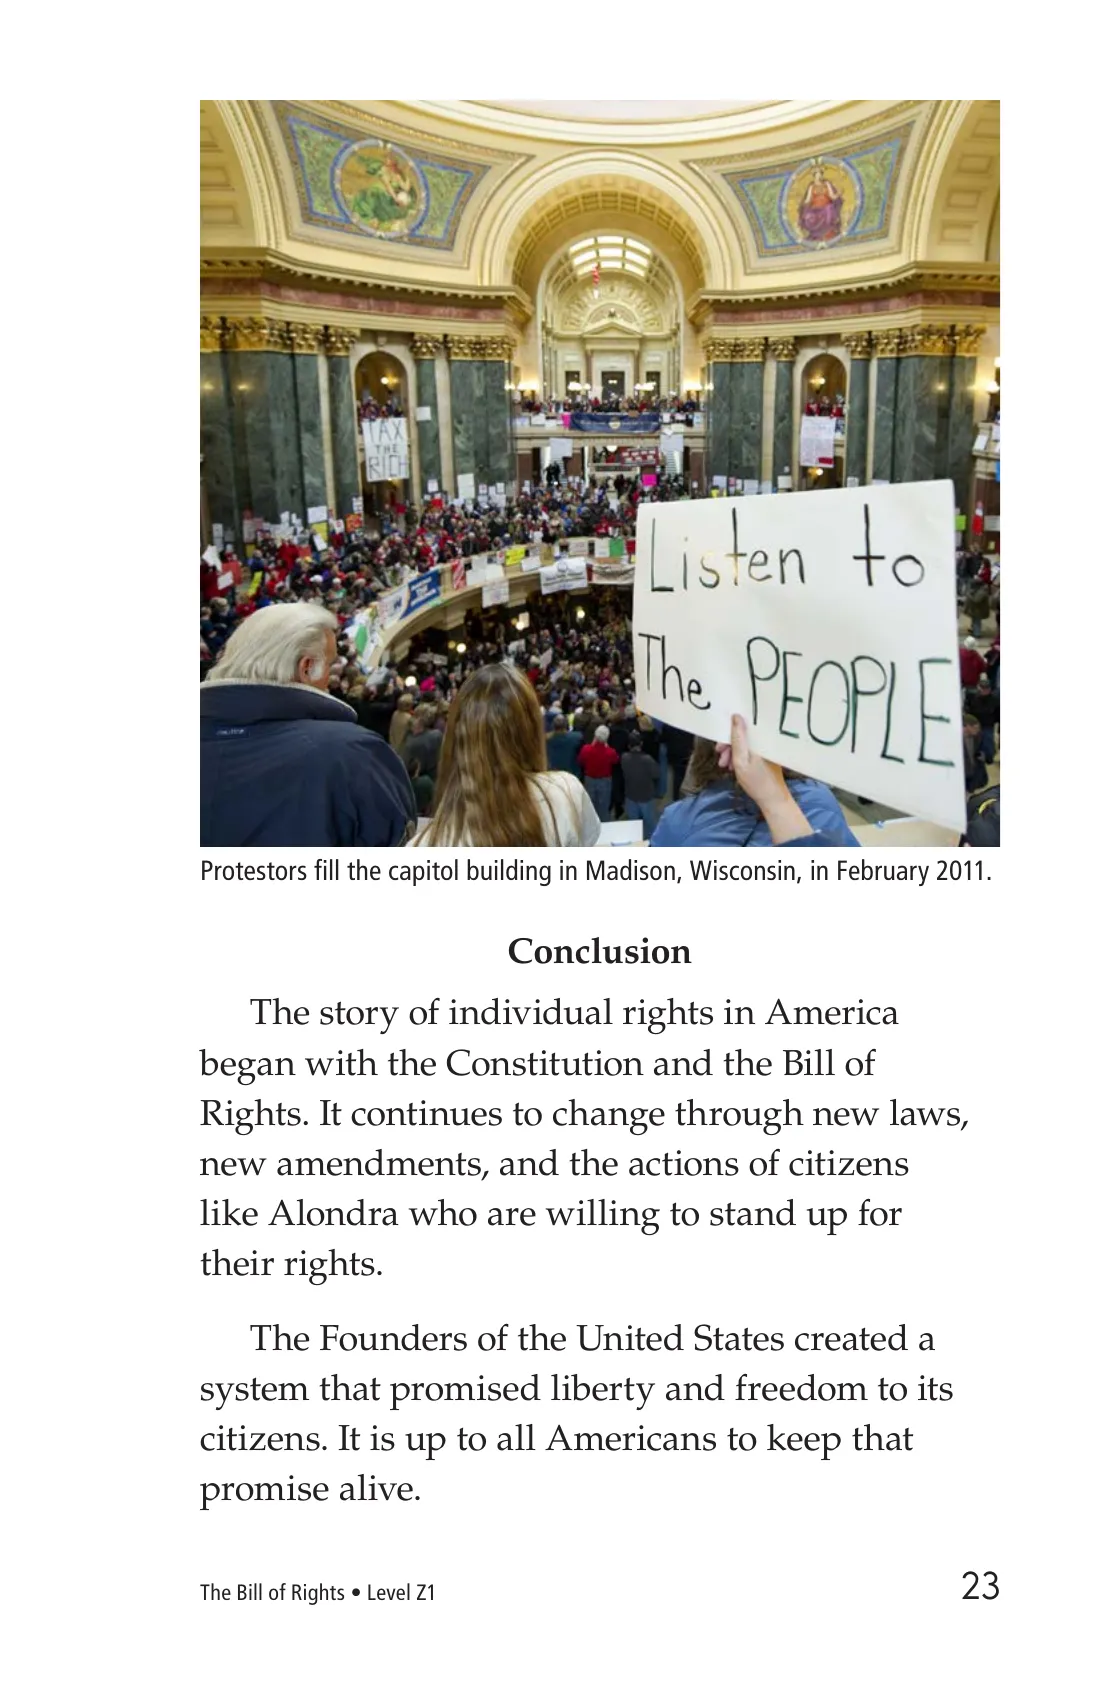 TAX
THE
RICH
Listen to
The PEOPLE
Protestors fill the capitol building in Madison, Wisconsin, in February 2011.
Conclusion
The story of individual rights in America
began with the Constitution and the Bill of
Rights. It continues to change through new laws,
new amendments, and the actions of citizens
like Alondra who are willing to stand up for
their rights.
The Founders of the United States created a
system that promised liberty and freedom to its
citizens. It is up to all Americans to keep that
promise alive.
The Bill of Rights • Level Z1
23